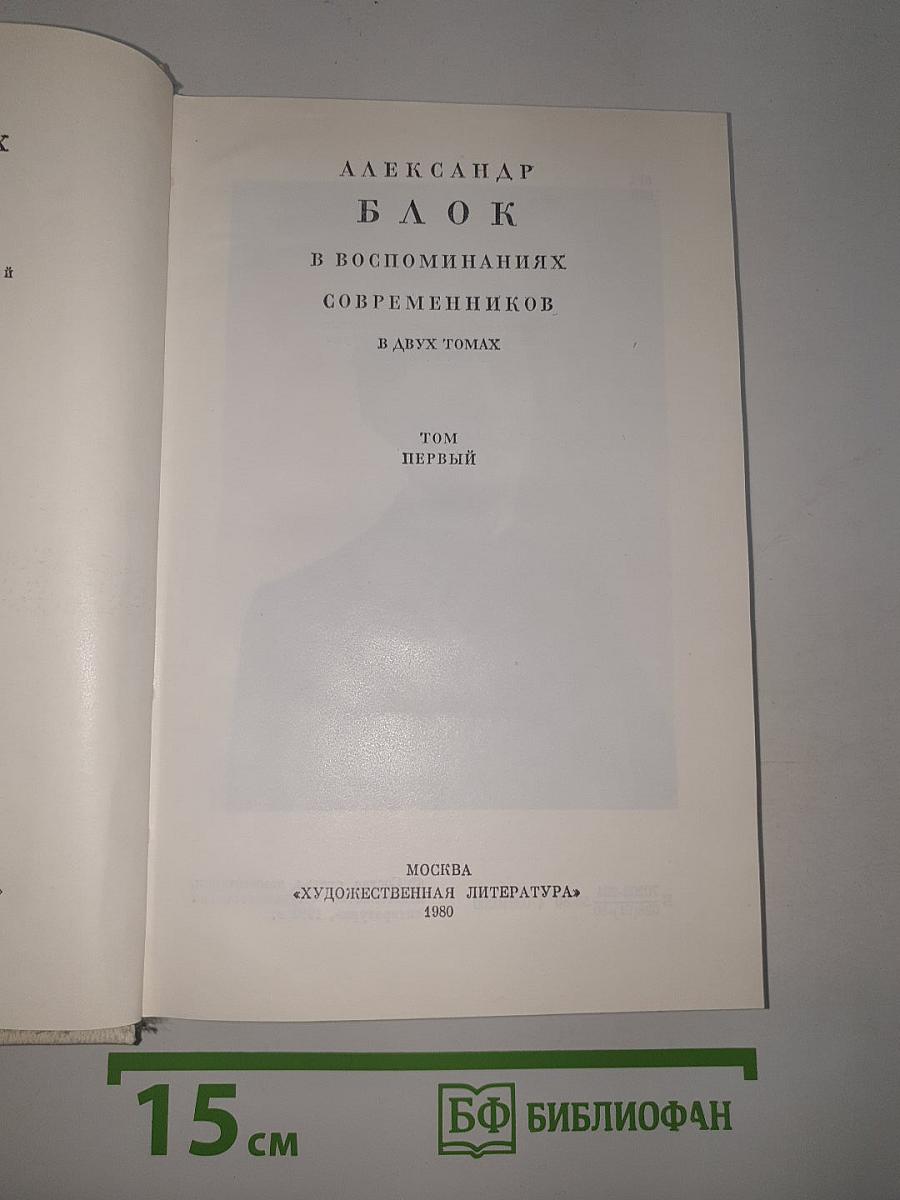 Х
й
АЛЕКСАНДР
БЛОК
В ВОСПОМИНАНИЯХ
СОВРЕМЕННИКОВ
В ДВУХ ТОМАХ
ТОМ
ПЕРВЫЙ
МОСКВА
«ХУДОЖЕСТВЕННАЯ ЛИТЕРАТУРА»
1980
»
15 см
БФ БИБЛИОФАН